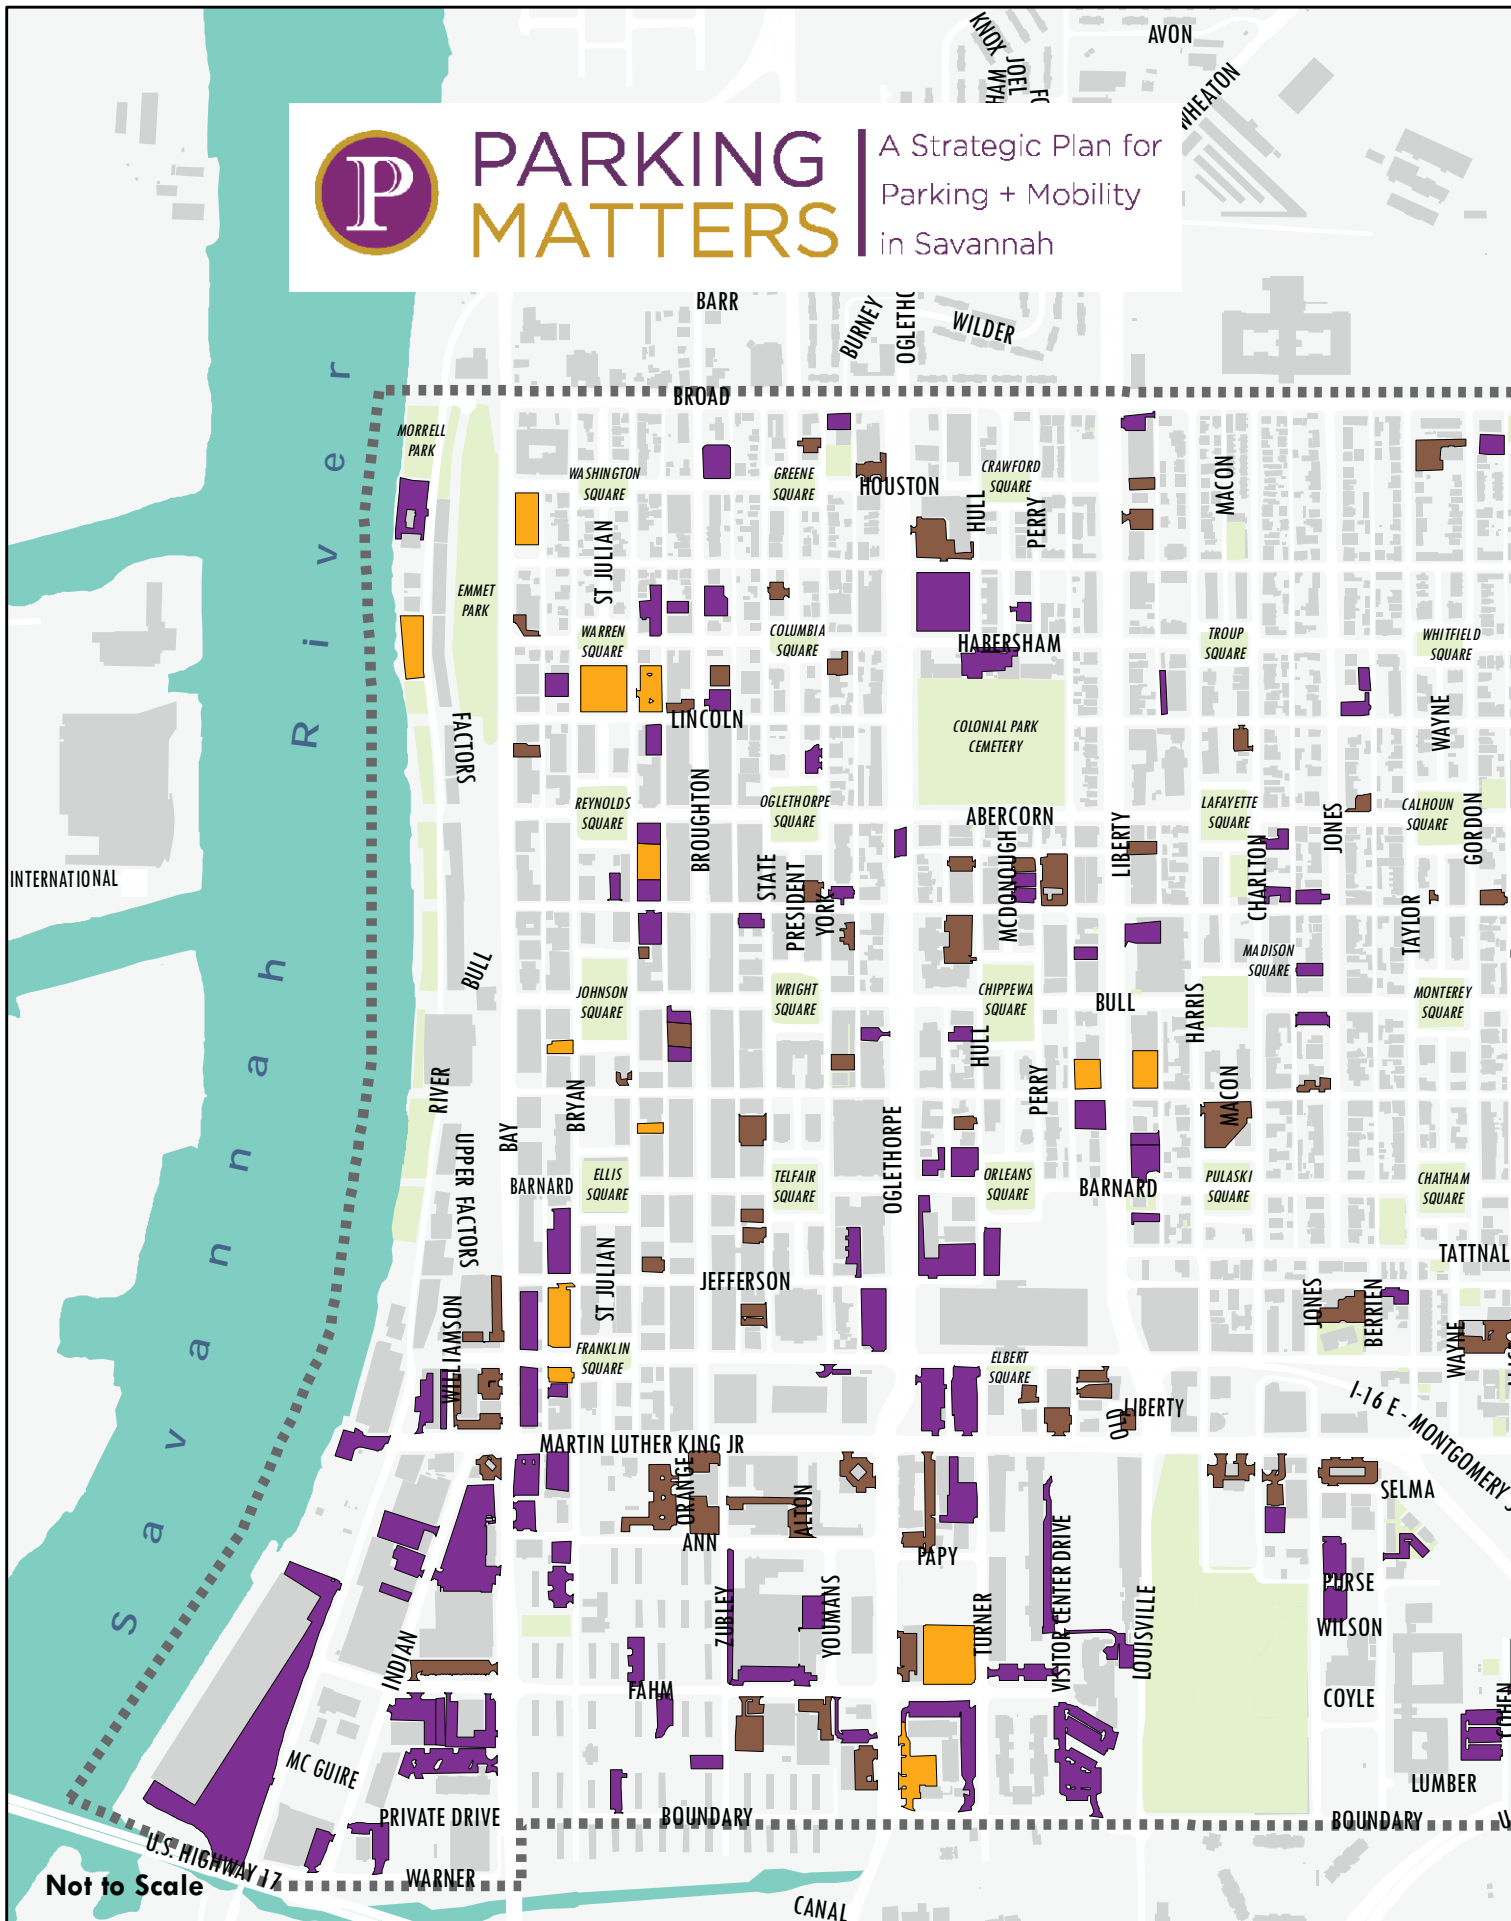 KNOX
JOEL
AVON
WHEATON
P
PARKING
MATTERS
A Strategic Plan for
Parking + Mobility
in Savannah
BARR
BURNEY
WILDER
BROAD
MORRELL
PARK
WASHINGTON
SQUARE
GREENE
SQUARE
HOUSTON
CRAWFORD
SQUARE
HULL
PERRY
MACON
ST JULIAN
EMMET
PARK
WARREN
SQUARE
COLUMBIA
SQUARE
HABERSHAM
TROUP
SQUARE
WHITFIELD
SQUARE
Savannah River
FACTORS
LINCOLN
COLONIAL PARK
CEMETERY
WAYNE
REYNOLDS
SQUARE
BROUGHTON
OGLETHORPE
SQUARE
ABERCORN
LIBERTY
LAFAYETTE
SQUARE
JONES
CALHOUN
SQUARE
GORDON
INTERNATIONAL
STATE
PRESIDENT
YORK
MCDONOUGH
CHARLTON
TAYLOR
BULL
JOHNSON
SQUARE
WRIGHT
SQUARE
CHIPPEWA
SQUARE
BULL
HARRIS
MADISON
SQUARE
MONTEREY
SQUARE
RIVER
BRYAN
HULL
PERRY
MACON
UPPER FACTORS
BAY
BARNARD
ELLIS
SQUARE
TELFAIR
SQUARE
OGLETHORPE
ORLEANS
SQUARE
BARNARD
PULASKI
SQUARE
CHATHAM
SQUARE
ST JULIAN
JEFFERSON
TATTNAL
JONES
BERRIEN
WAYNE
WILLIAMSON
FRANKLIN
SQUARE
ELBERT
SQUARE
OLD
LIBERTY
I-16 E - MONTGOMERY
MARTIN LUTHER KING JR
ORANGE
ANN
ALTON
PAPY
SELMA
ZUBLEY
YOUMANS
TURNER
VISITOR CENTER DRIVE
LOUISVILLE
PURSE
WILSON
INDIAN
FAHM
COYLE
COHEN
MC GUIRE
LUMBER
PRIVATE DRIVE
BOUNDARY
BOUNDARY
U.S. HIGHWAY 17
WARNER
Not to Scale
CANAL